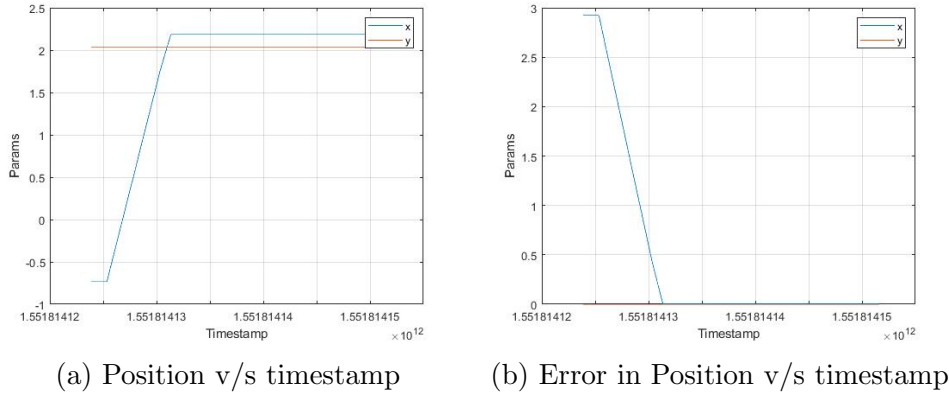 2.5
2
1.5
1
0.5
0
-0.5
-1
Params
x
y
1.55181412 1.55181413 1.55181414 1.55181415
Timestamp
×10^12
(a) Position v/s timestamp
3
2.5
2
1.5
1
0.5
0
Params
x
y
1.55181412 1.55181413 1.55181414 1.55181415
Timestamp
×10^12
(b) Error in Position v/s timestamp